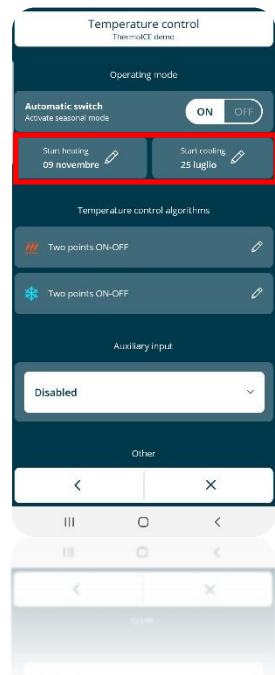 Temperature control
ThermoICE demo
Operating mode
Automatic switch
Activate seasonal mode
ON OFF
Start heating
09 novembre
Start cooling
25 luglio
Temperature control algorithms
Two points ON-OFF
Two points ON-OFF
Auxiliary input
Disabled
Other